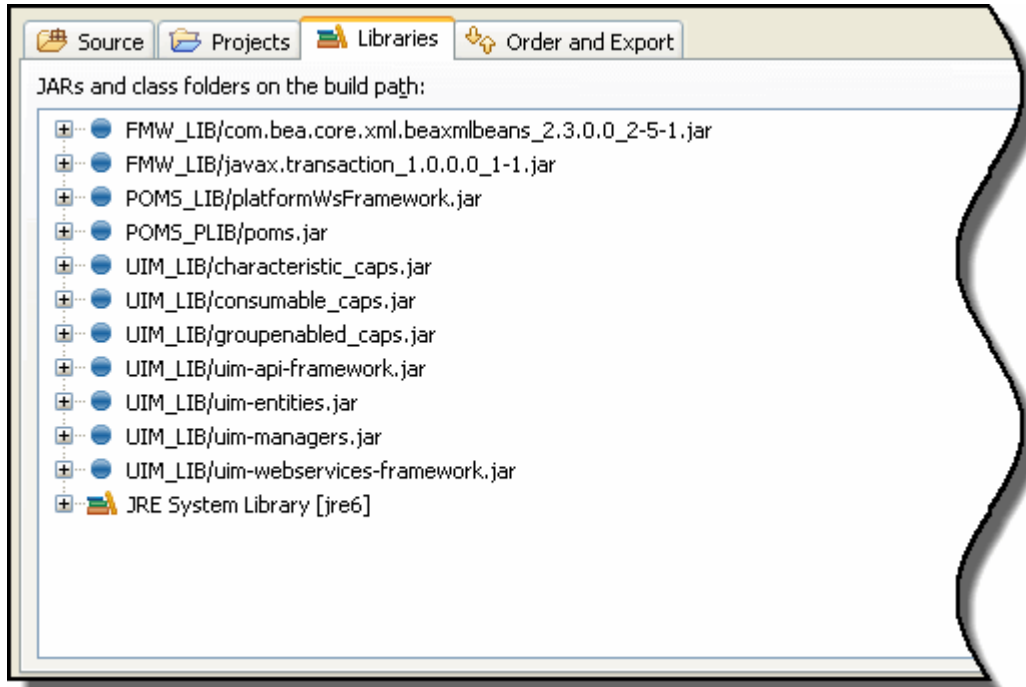 Source Projects Libraries Order and Export
JARs and class folders on the build path:
FMW_LIB/com.bea.core.xml.beaxmlbeans_2.3.0.0_2-5-1.jar
FMW_LIB/javax.transaction_1.0.0.0_1-1.jar
POMS_LIB/platformWsFramework.jar
POMS_PLIB/poms.jar
UIM_LIB/characteristic_caps.jar
UIM_LIB/consumable_caps.jar
UIM_LIB/groupenabled_caps.jar
UIM_LIB/uim-api-framework.jar
UIM_LIB/uim-entities.jar
UIM_LIB/uim-managers.jar
UIM_LIB/uim-webservices-framework.jar
JRE System Library [jre6]